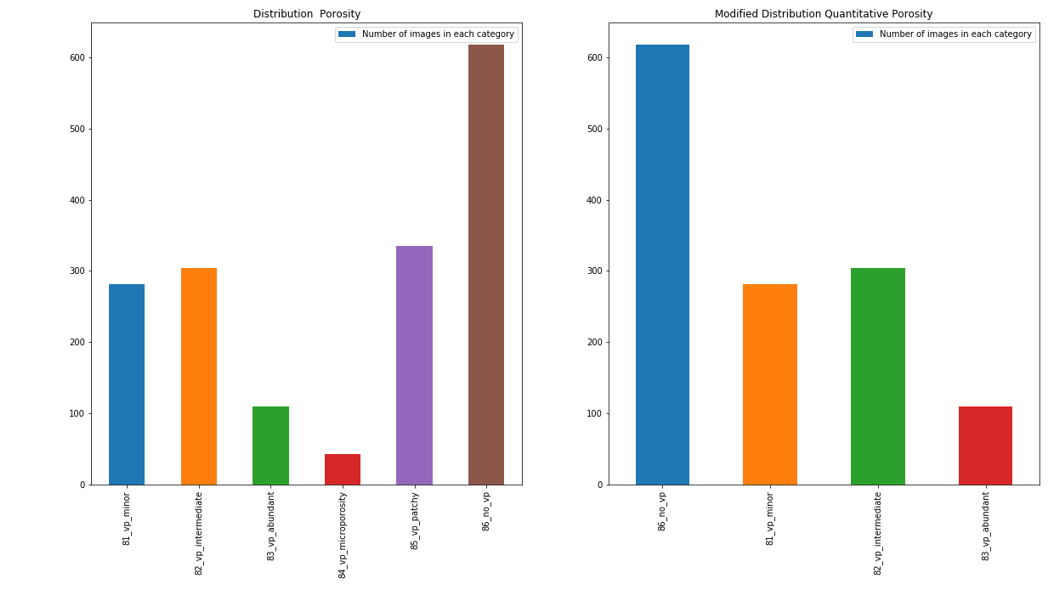 Distribution  Porosity
Number of images in each category
600
500
400
300
200
100
0
81_vp_minor
82_vp_intermediate
83_vp_abundant
84_vp_microporosity
85_vp_patchy
86_no_vp
Modified Distribution Quantitative Porosity
Number of images in each category
600
500
400
300
200
100
0
86_no_vp
81_vp_minor
82_vp_intermediate
83_vp_abundant